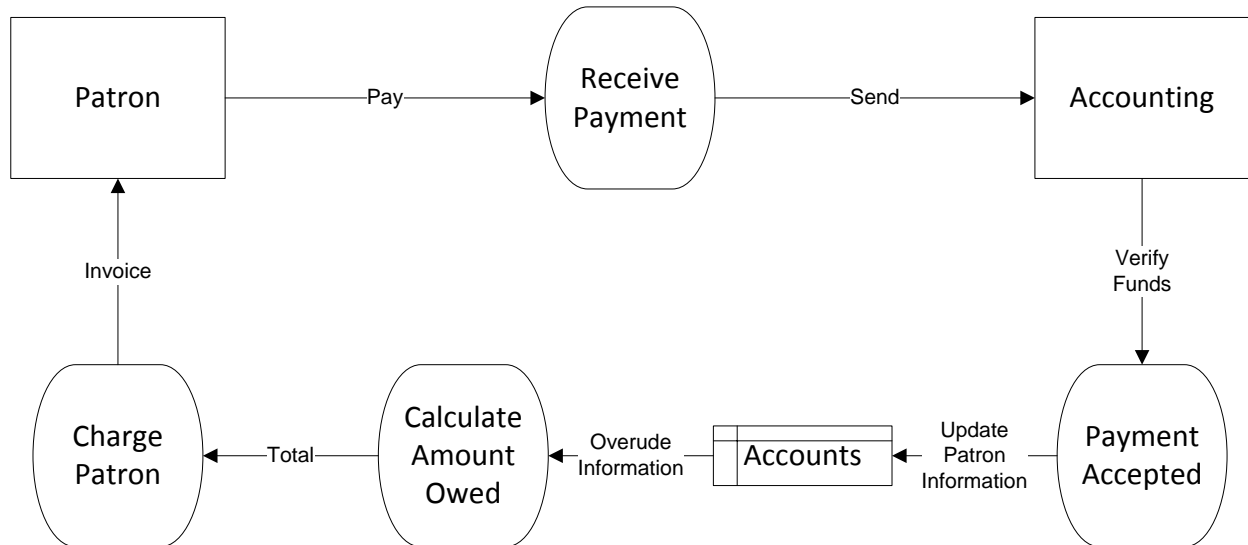 Patron
Pay
Receive
Payment
Send
Accounting
Invoice
Verify
Funds
Charge
Patron
Total
Calculate
Amount
Owed
Overude
Information
Accounts
Update
Patron
Information
Payment
Accepted